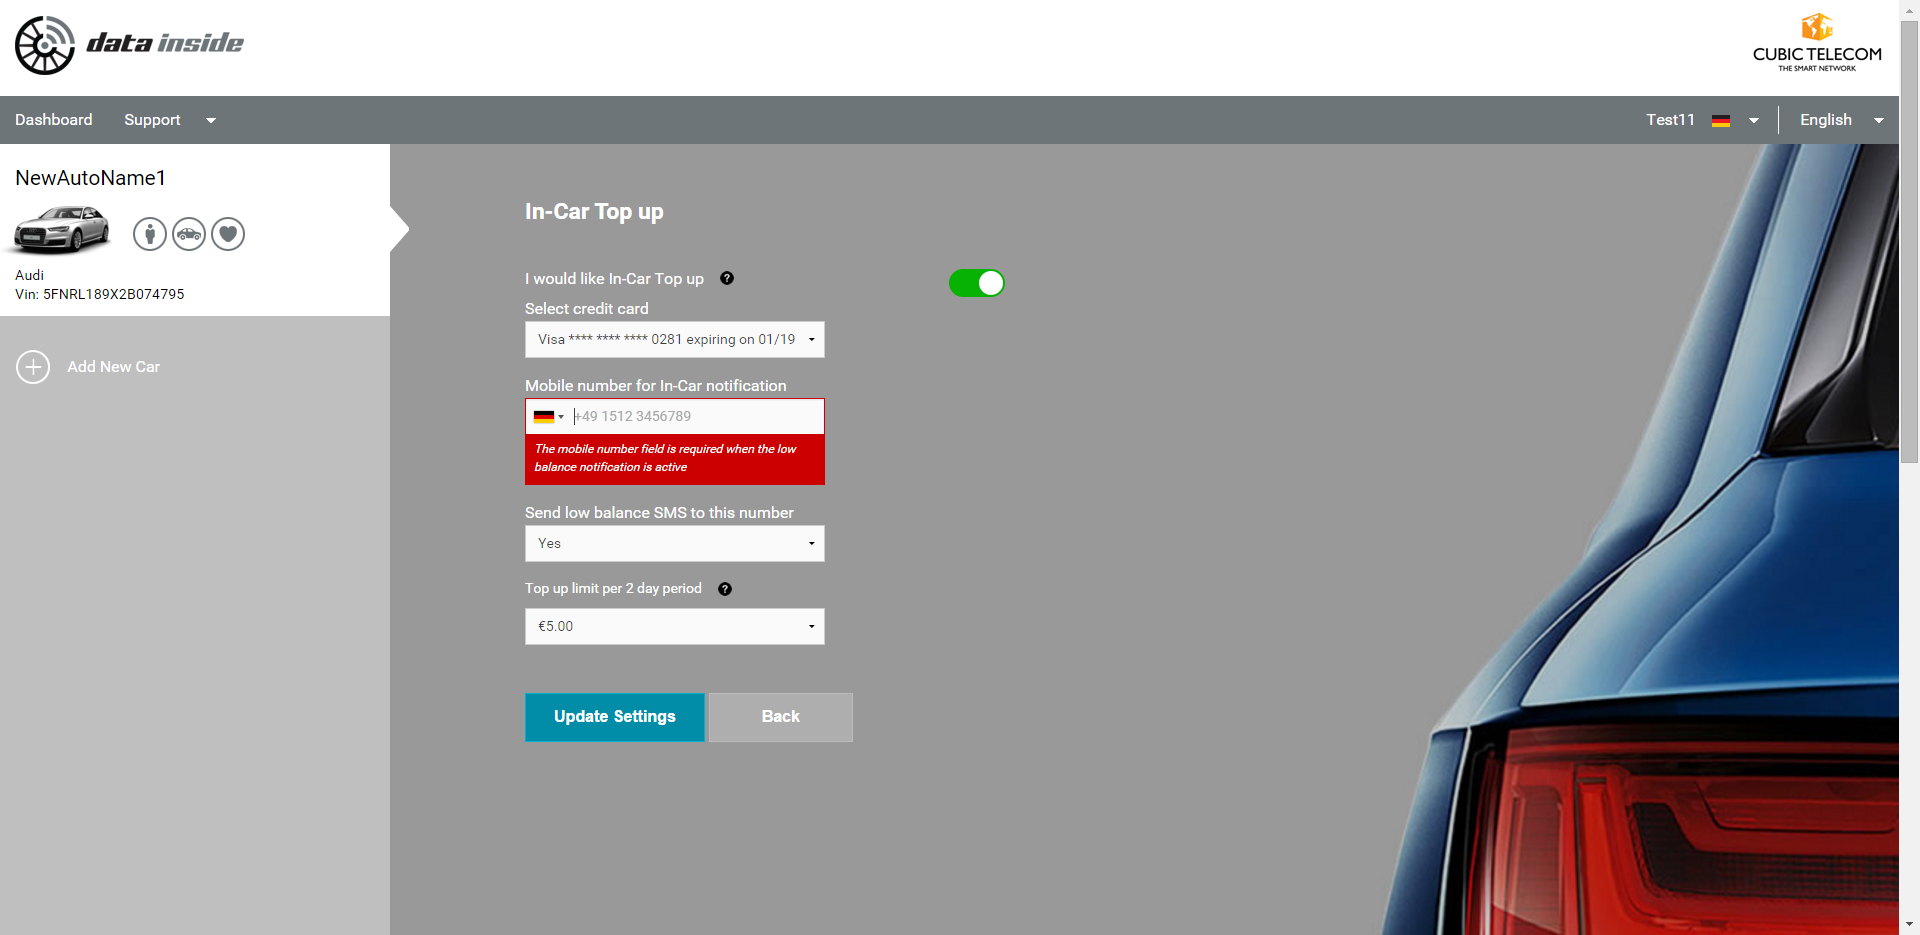 data inside
CUBIC TELECOM
THE SMART NETWORK
Dashboard
Support
Test11
English
NewAutoName1
Audi
Vin: 5FNRL189X2B074795
Add New Car
In-Car Top up
I would like In-Car Top up ?
Select credit card
Visa **** **** **** 0281 expiring on 01/19
Mobile number for In-Car notification
+49 1512 3456789
The mobile number field is required when the low
balance notification is active
Send low balance SMS to this number
Yes
Top up limit per 2 day period ?
€5.00
Update Settings
Back